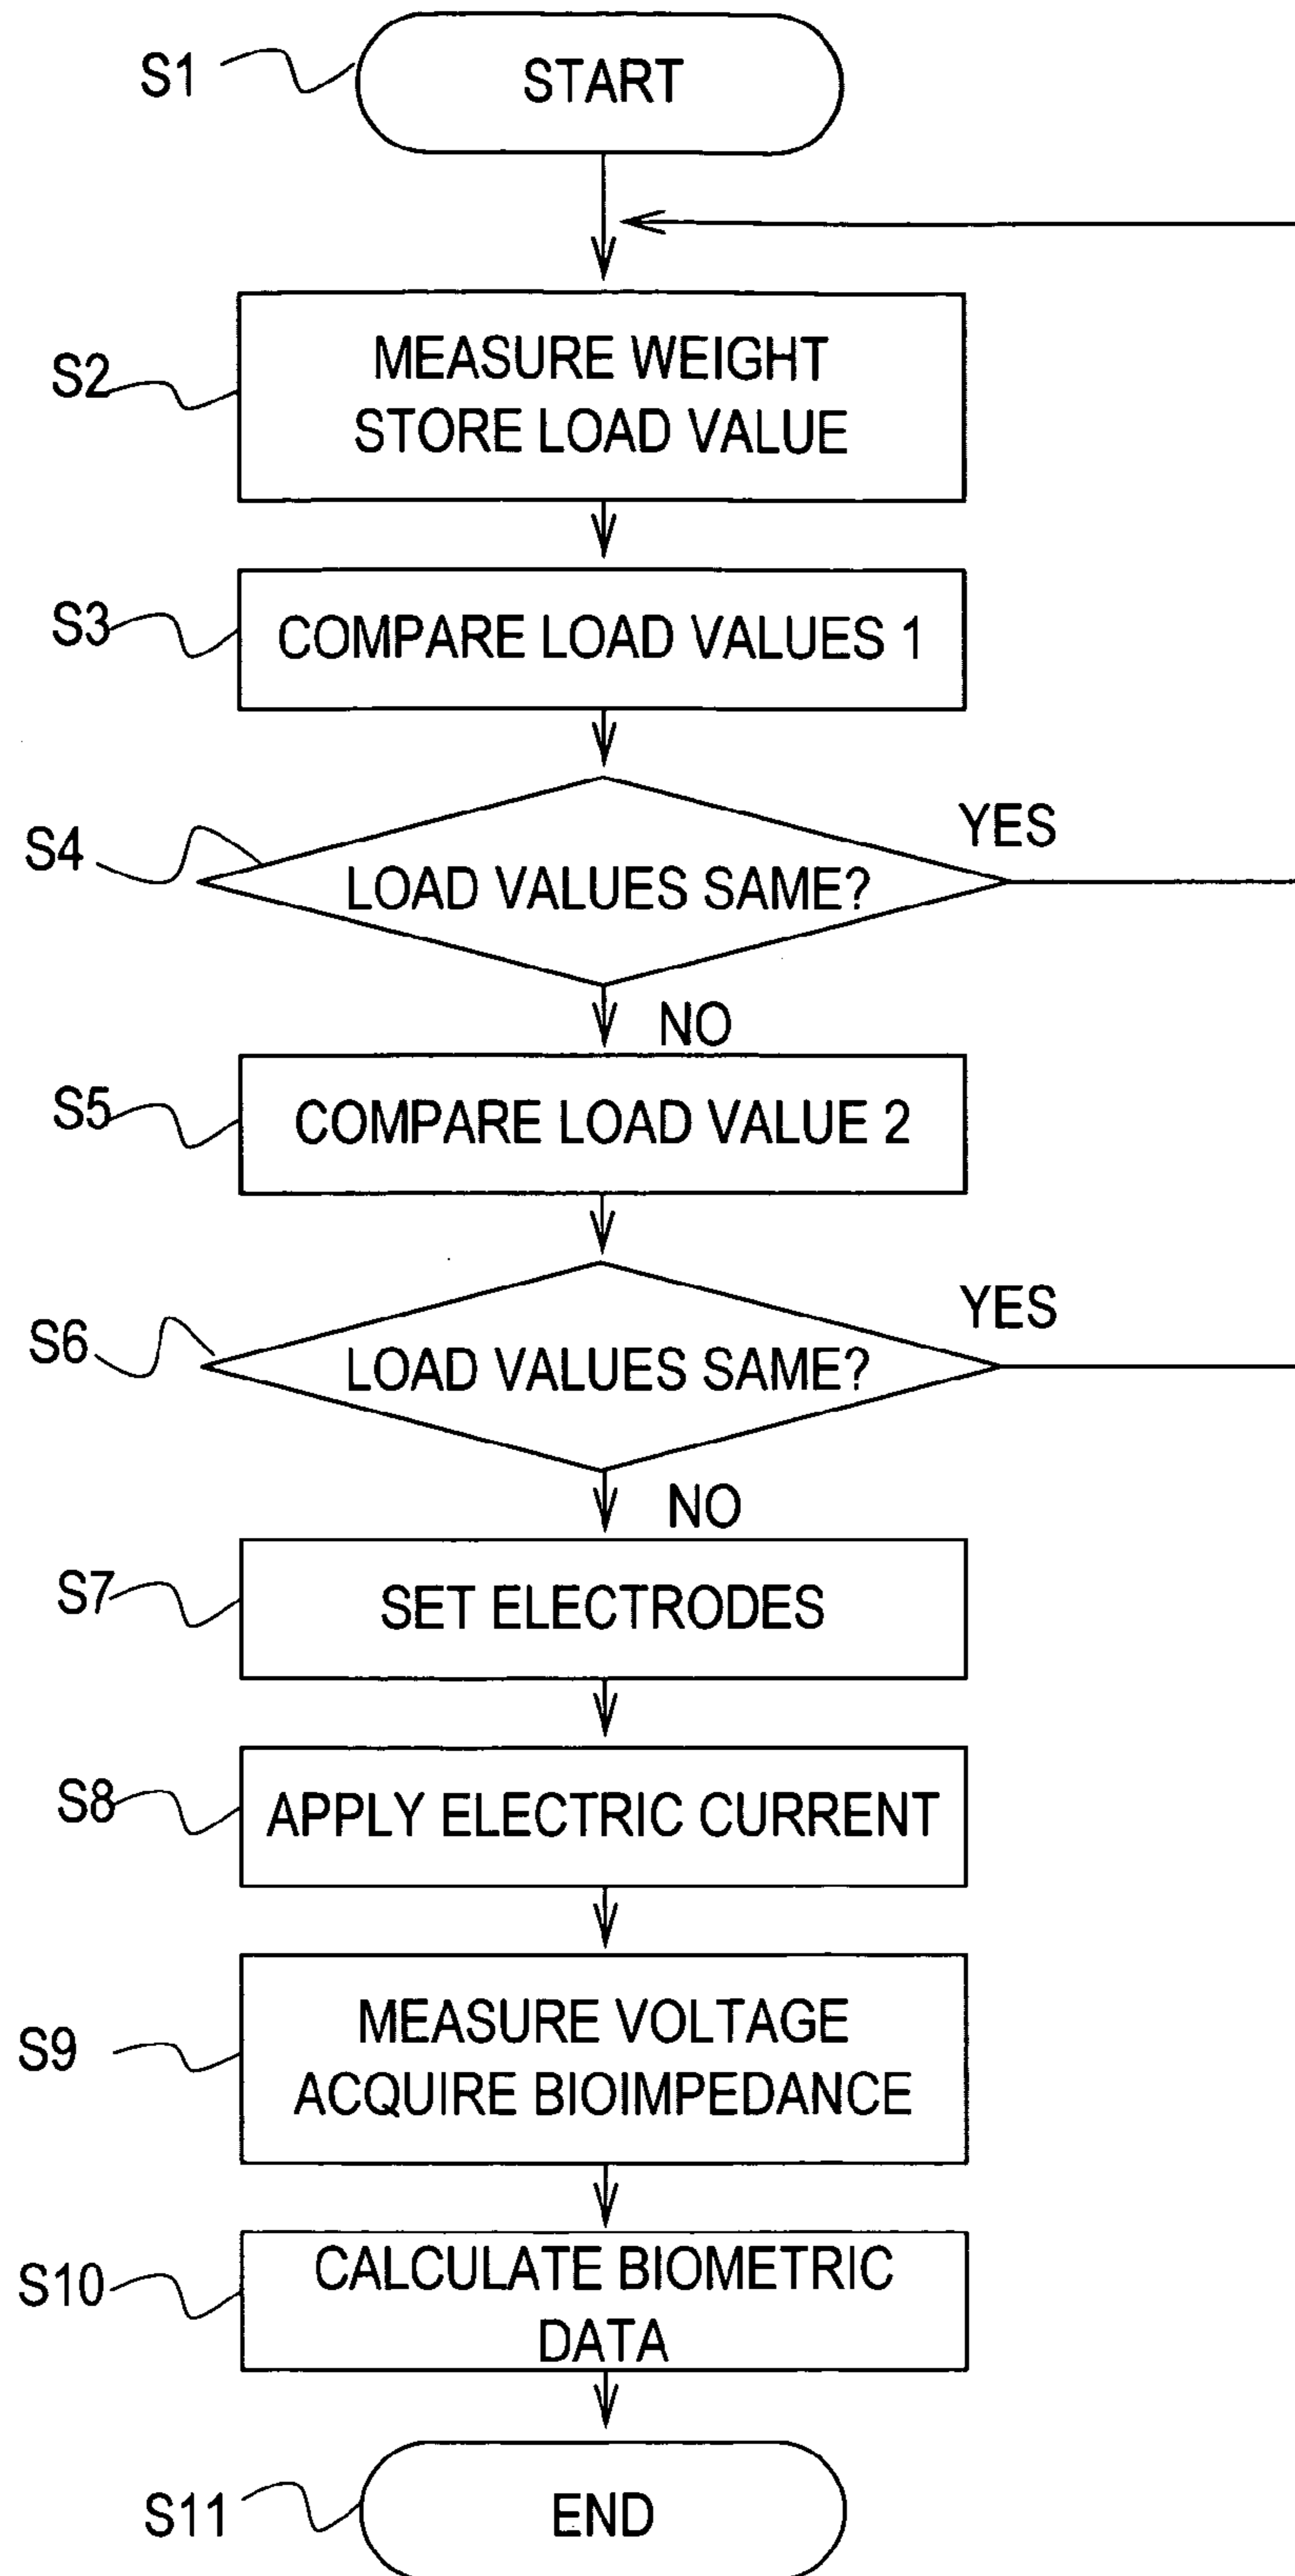 S1
START
S2
MEASURE WEIGHT
STORE LOAD VALUE
S3
COMPARE LOAD VALUES 1
S4
LOAD VALUES SAME?
YES
NO
S5
COMPARE LOAD VALUE 2
S6
LOAD VALUES SAME?
YES
NO
S7
SET ELECTRODES
S8
APPLY ELECTRIC CURRENT
S9
MEASURE VOLTAGE
ACQUIRE BIOIMPEDANCE
S10
CALCULATE BIOMETRIC
DATA
S11
END